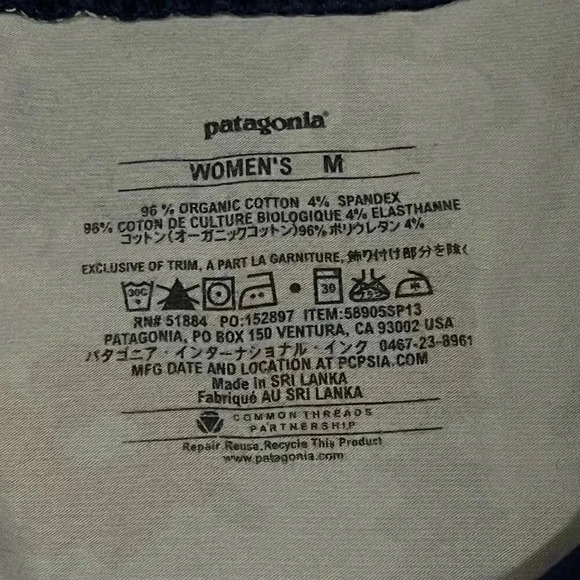 patagonia®
WOMEN'S M
96 % ORGANIC COTTON 4% SPANDEX
96% COTON DE CULTURE BIOLOGIQUE 4% ELASTHANNE
コットン(オーガニックコットン)96% ポリウレタン 4%
EXCLUSIVE OF TRIM, A PART LA GARNITURE, 飾り付け部分を除く
30C 30
RN# 51884 PO:152897 ITEM:58905SP13
PATAGONIA, PO BOX 150 VENTURA, CA 93002 USA
パタゴニア・インターナショナル・インク 0467-23-8961
MFG DATE AND LOCATION AT PCPSIA.COM
Made in SRI LANKA
Fabriqué AU SRI LANKA
COMMON THREADS
PARTNERSHIP
Repair.Reuse.Recycle This Product
www.patagonia.com